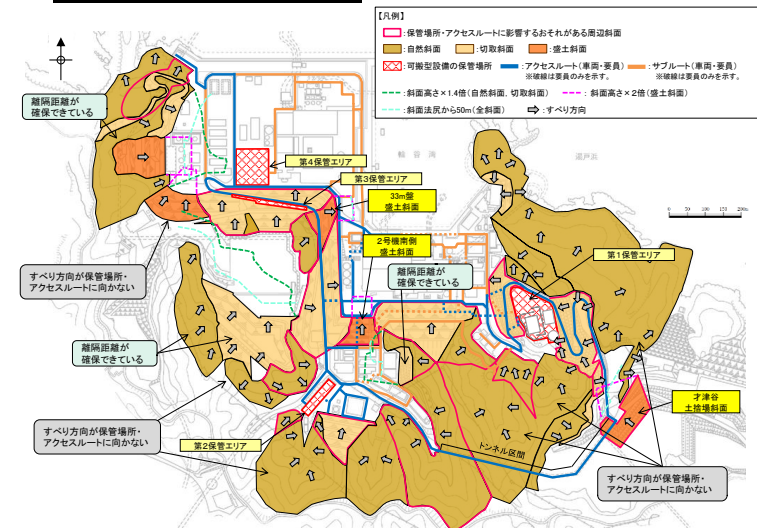 【凡例】
：保管場所・アクセスルートに影響するおそれがある周辺斜面
：自然斜面 ：切取斜面 ：盛土斜面
：可搬型設備の保管場所 ：アクセスルート（車両・要員） ：サブルート（車両・要員）
※破線は要員のみを示す。 ※破線は要員のみを示す。
：斜面高さ×1.4倍（自然斜面, 切取斜面） ：斜面高さ×2倍（盛土斜面）
：斜面法尻から50m（全斜面） ：すべり方向
離隔距離が
確保できている
輪谷湾
第４保管エリア
第３保管エリア
33m盤
盛土斜面
0 50 100 150 200m
２号機南側
盛土斜面
第１保管エリア
すべり方向が保管場所・
アクセスルートに向かない
離隔距離が
確保できている
離隔距離が
確保できている
才津谷
土捨場斜面
すべり方向が保管場所・
アクセスルートに向かない
第２保管エリア
トンネル区間
すべり方向が保管場所・
アクセスルートに向かない